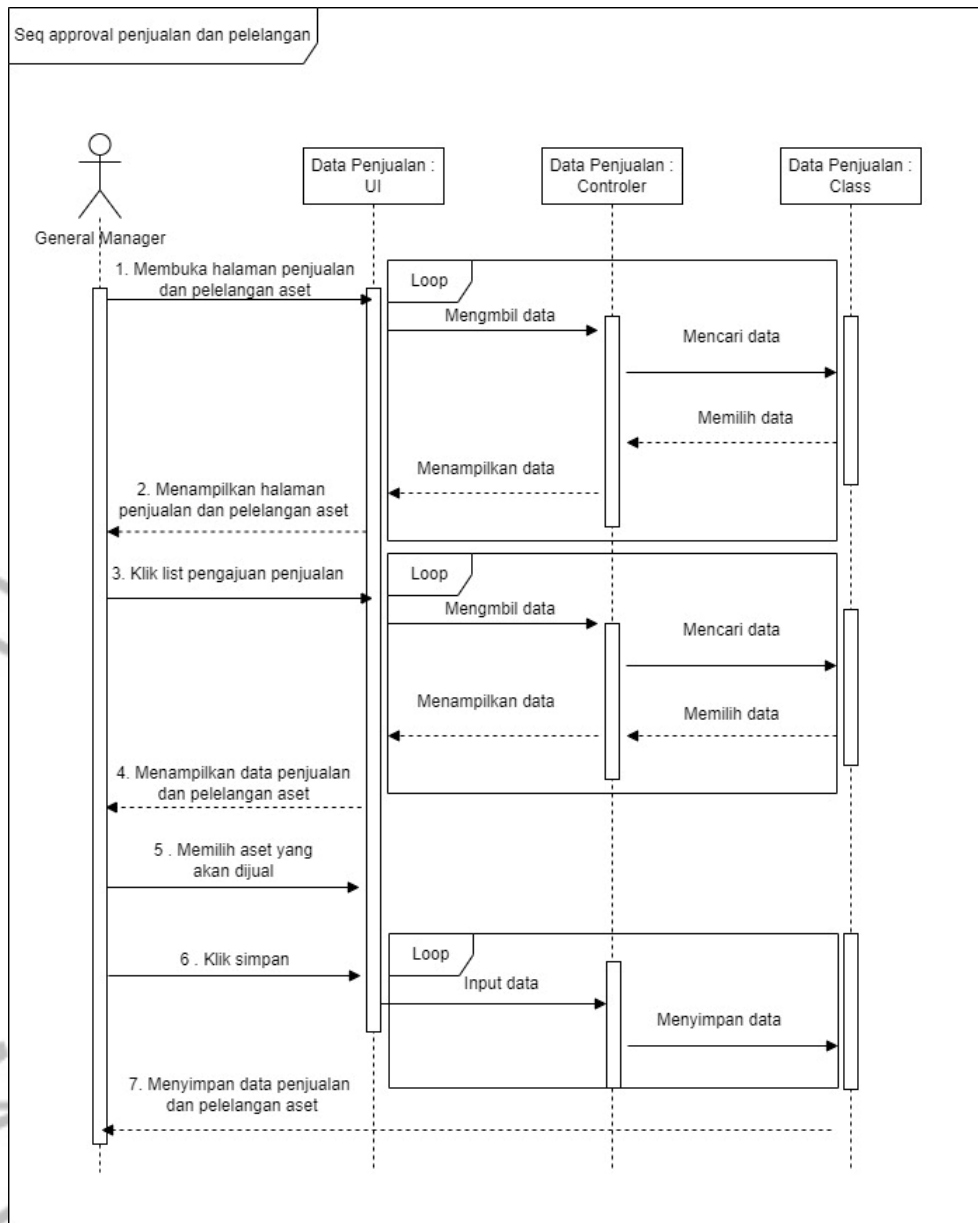 Seq approval penjualan dan pelelangan
Data Penjualan :
UI
Data Penjualan :
Controler
Data Penjualan :
Class
General Manager
1. Membuka halaman penjualan
dan pelelangan aset
Loop
Mengmbil data
Mencari data
Memilih data
Menampilkan data
2. Menampilkan halaman
penjualan dan pelelangan aset
3. Klik list pengajuan penjualan
Loop
Mengmbil data
Mencari data
Menampilkan data
Memilih data
4. Menampilkan data penjualan
dan pelelangan aset
5 . Memilih aset yang
akan dijual
6 . Klik simpan
Loop
Input data
Menyimpan data
7. Menyimpan data penjualan
dan pelelangan aset